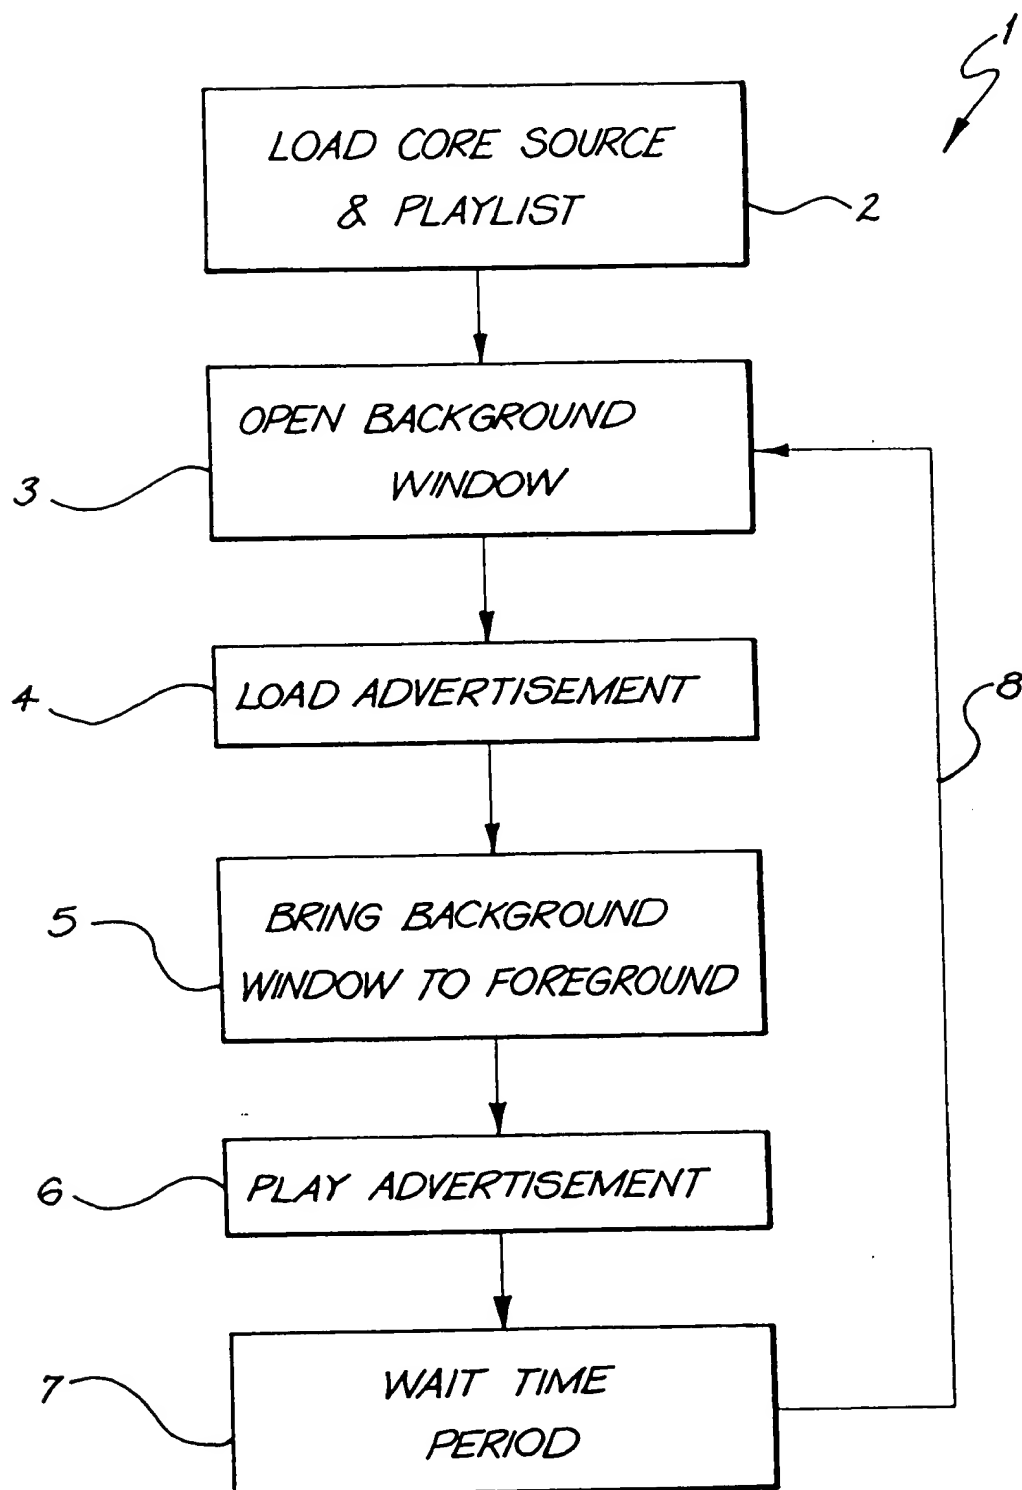 1
LOAD CORE SOURCE
& PLAYLIST
2
OPEN BACKGROUND
WINDOW
3
4
LOAD ADVERTISEMENT
8
5
BRING BACKGROUND
WINDOW TO FOREGROUND
6
PLAY ADVERTISEMENT
7
WAIT TIME
PERIOD